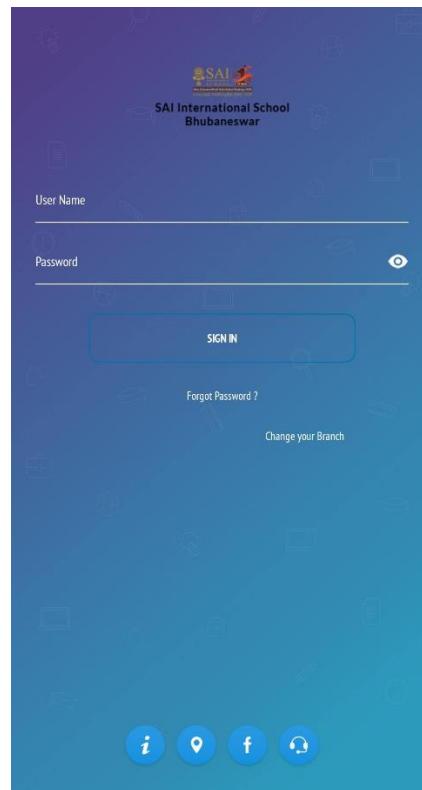 SAI
SAI International School
Bhubaneswar
User Name
Password
SIGN IN
Forgot Password ?
Change your Branch
i
f